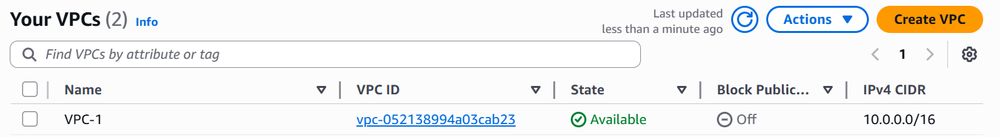 Your VPCs (2) Info
Last updated
less than a minute ago
Actions
Create VPC
Find VPCs by attribute or tag
1
Name VPC ID State Block Public... IPv4 CIDR
VPC-1 vpc-052138994a03cab23 Available Off 10.0.0.0/16